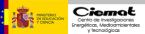 MINISTERIO
DE EDUCACIÓN
Y CIENCIA
Ciemat
Centro de Investigaciones
Energéticas, Medioambientales
y Tecnológicas